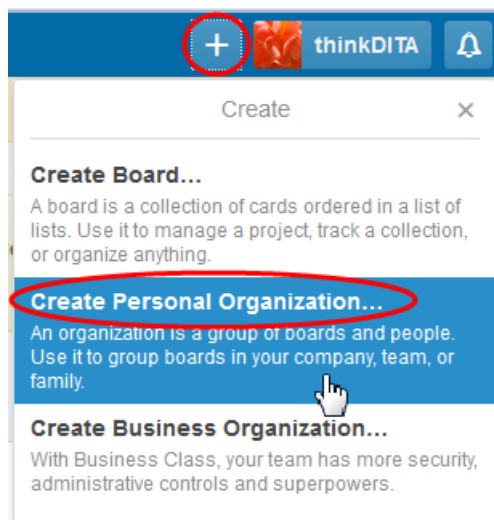 + thinkDITA
Create ×
Create Board...
A board is a collection of cards ordered in a list of
lists. Use it to manage a project, track a collection,
or organize anything.
Create Personal Organization...
An organization is a group of boards and people.
Use it to group boards in your company, team, or
family.
Create Business Organization...
With Business Class, your team has more security,
administrative controls and superpowers.